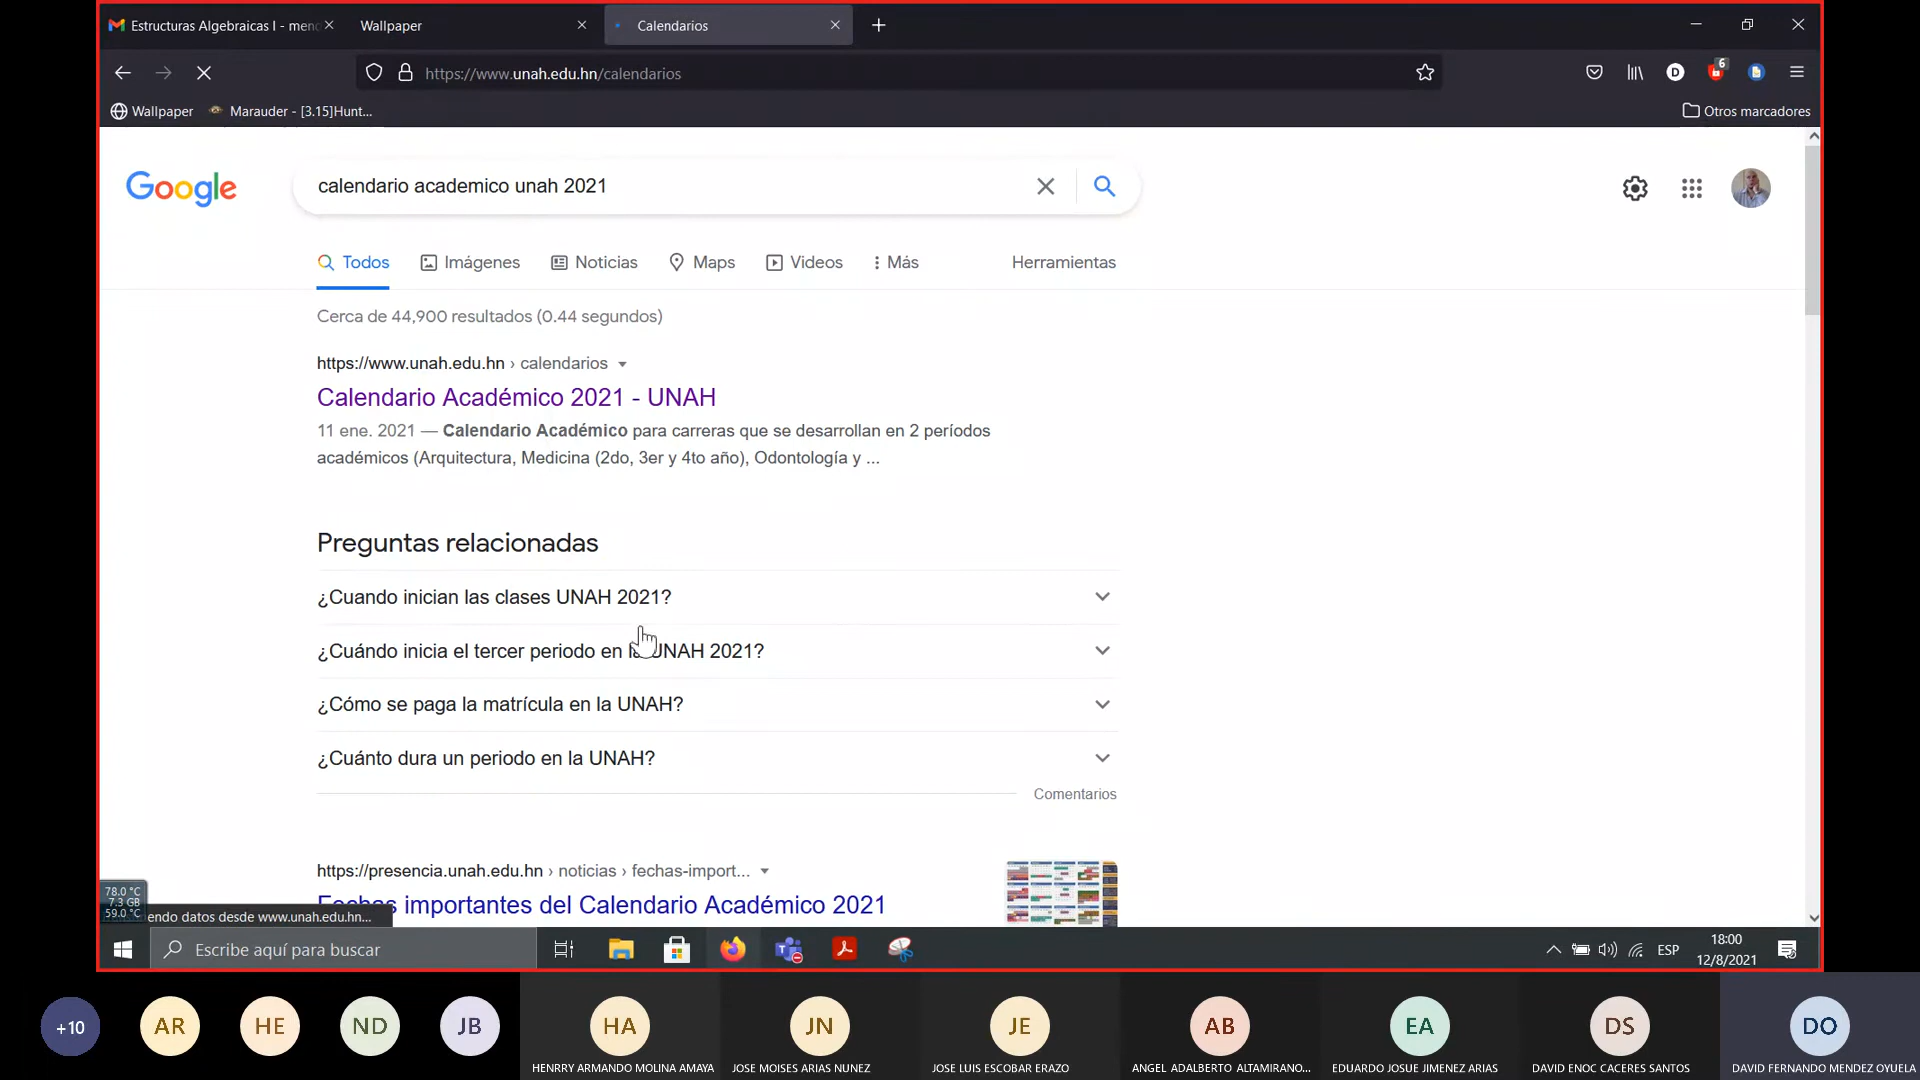 Estructuras Algebraicas I - menc
Wallpaper
Calendarios
https://www.unah.edu.hn/calendarios
6
Wallpaper
Marauder - [3.15]Hunt...
Otros marcadores
Google
calendario academico unah 2021
Todos
Imágenes
Noticias
Maps
Videos
Más
Herramientas
Cerca de 44,900 resultados (0.44 segundos)
https://www.unah.edu.hn › calendarios
Calendario Académico 2021 - UNAH
11 ene. 2021 — Calendario Académico para carreras que se desarrollan en 2 períodos
académicos (Arquitectura, Medicina (2do, 3er y 4to año), Odontología y ...
Preguntas relacionadas
¿Cuando inician las clases UNAH 2021?
¿Cuándo inicia el tercer periodo en la UNAH 2021?
¿Cómo se paga la matrícula en la UNAH?
¿Cuánto dura un periodo en la UNAH?
Comentarios
https://presencia.unah.edu.hn › noticias › fechas-import...
Fechas importantes del Calendario Académico 2021
78.0 °C
7.3 GB
59.0 °C
endo datos desde www.unah.edu.hn...
Escribe aquí para buscar
ESP
18:00
12/8/2021
+10
AR
HE
ND
JB
HA
JN
JE
AB
EA
DS
DO
HENRRY ARMANDO MOLINA AMAYA
JOSE MOISES ARIAS NUNEZ
JOSE LUIS ESCOBAR ERAZO
ANGEL ADALBERTO ALTAMIRANO...
EDUARDO JOSUE JIMENEZ ARIAS
DAVID ENOC CACERES SANTOS
DAVID FERNANDO MENDEZ OYUELA